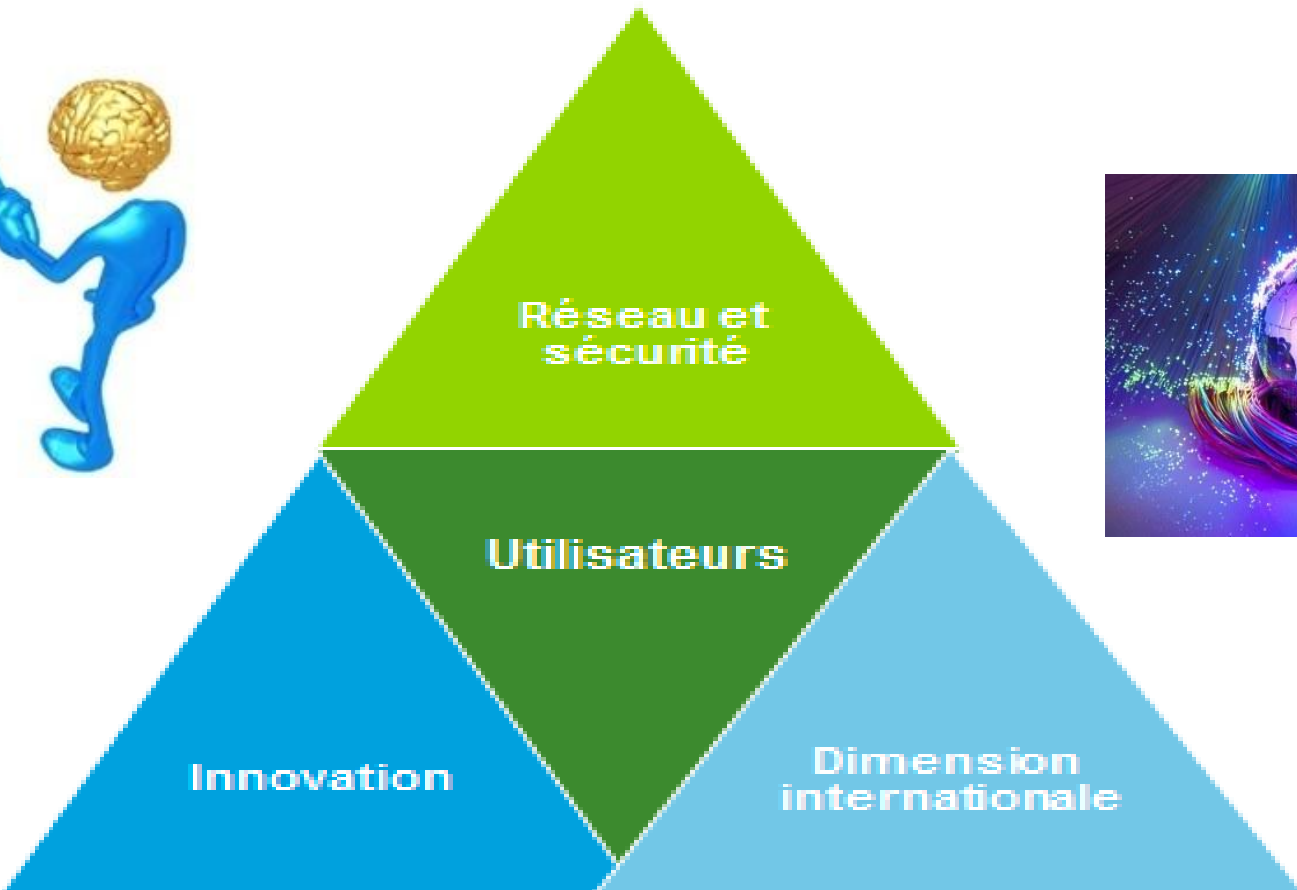 Réseau et
sécurité
Utilisateurs
Innovation
Dimension
internationale